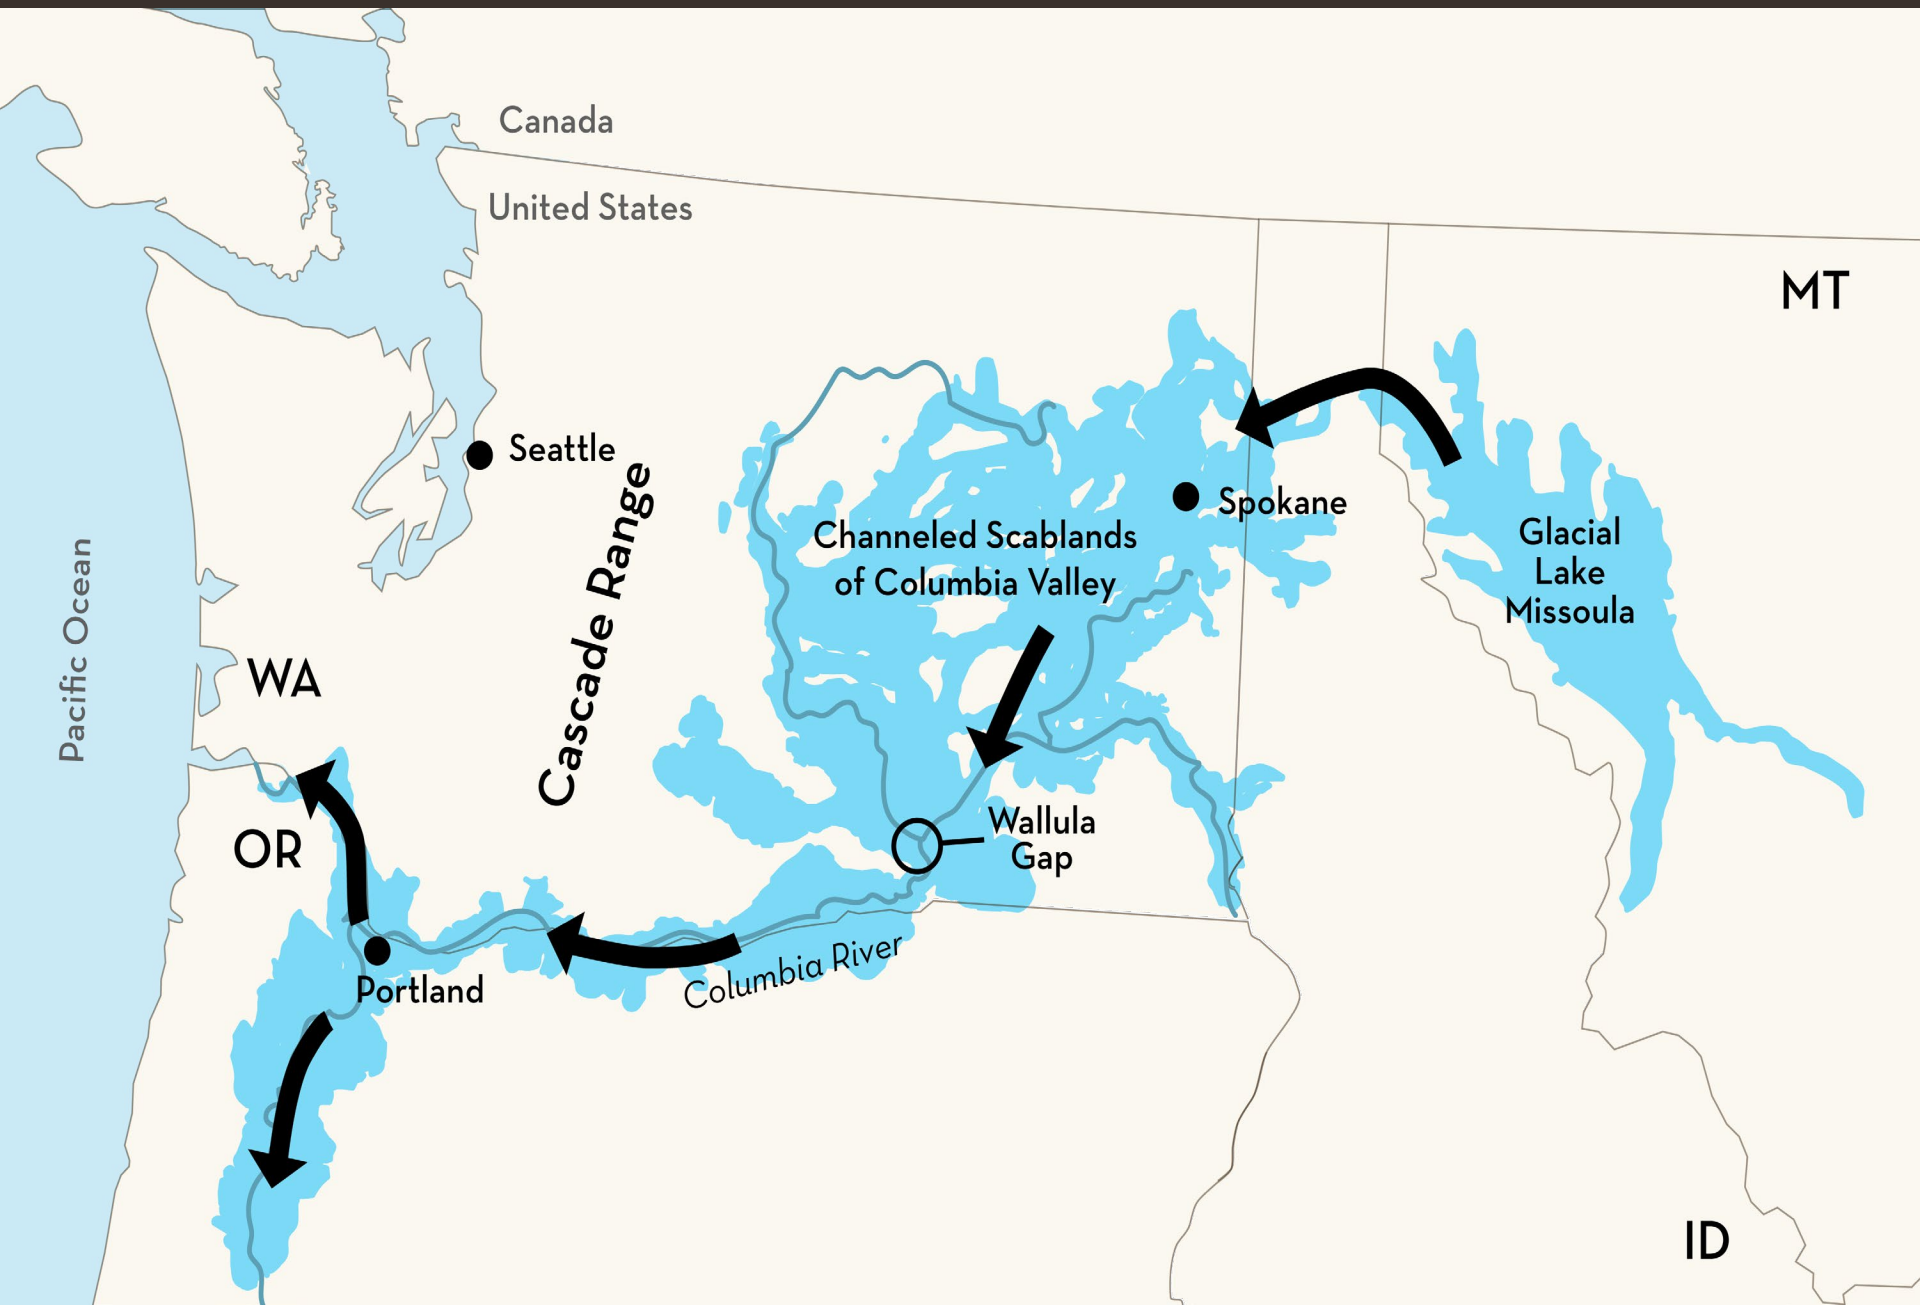 Canada
United States
MT
Seattle
Cascade Range
Spokane
Channeled Scablands
of Columbia Valley
Glacial
Lake
Missoula
Pacific Ocean
WA
OR
Wallula
Gap
Columbia River
Portland
ID